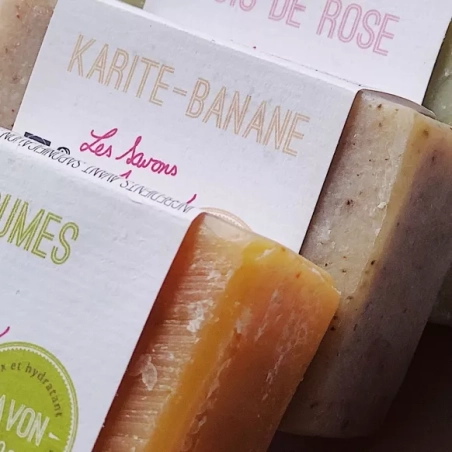 DE ROSE
KARITE-BANANE
Les Savons
UMES
x et hydratant
AVON